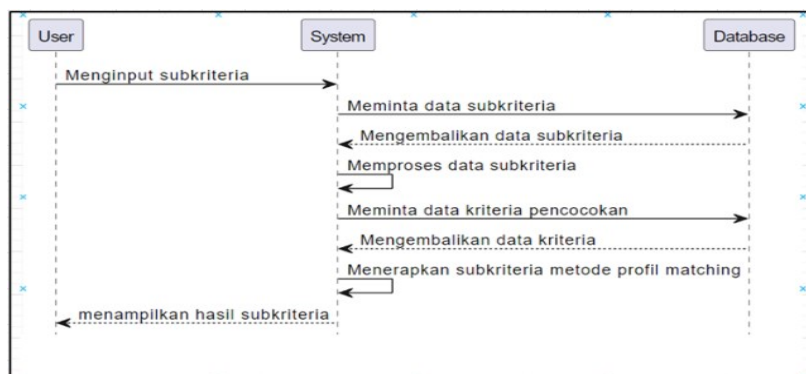 User
System
Database
Menginput subkriteria
Meminta data subkriteria
Mengembalikan data subkriteria
Memproses data subkriteria
Meminta data kriteria pencocokan
Mengembalikan data kriteria
Menerapkan subkriteria metode profil matching
menampilkan hasil subkriteria